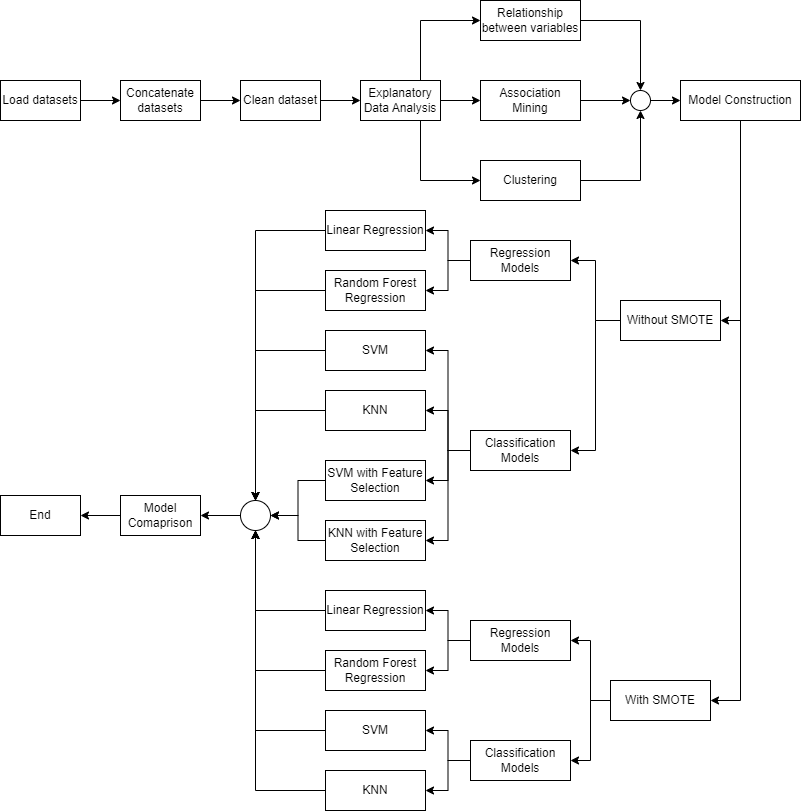 Relationship
between variables
Load datasets
Concatenate
datasets
Clean dataset
Explanatory
Data Analysis
Association
Mining
Model Construction
Clustering
Linear Regression
Regression
Models
Random Forest
Regression
Without SMOTE
SVM
KNN
Classification
Models
SVM with Feature
Selection
End
Model
Comaprison
KNN with Feature
Selection
Linear Regression
Regression
Models
Random Forest
Regression
With SMOTE
SVM
Classification
Models
KNN